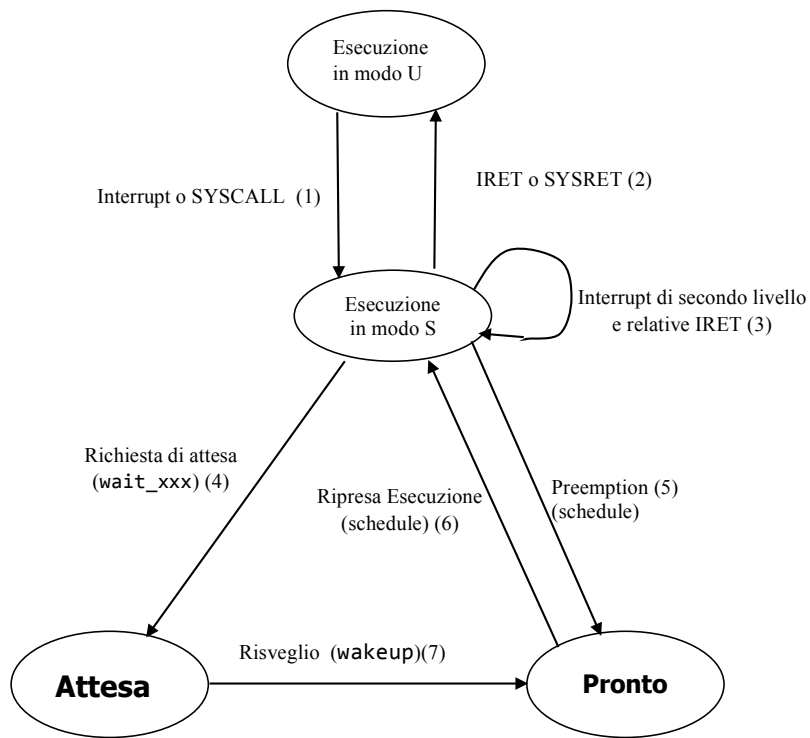 Esecuzione
in modo U
Interrupt o SYSCALL (1)
IRET o SYSRET (2)
Esecuzione
in modo S
Interrupt di secondo livello
e relative IRET (3)
Richiesta di attesa
(wait_xxx) (4)
Ripresa Esecuzione
(schedule) (6)
Preemption (5)
(schedule)
Attesa
Risveglio (wakeup)(7)
Pronto